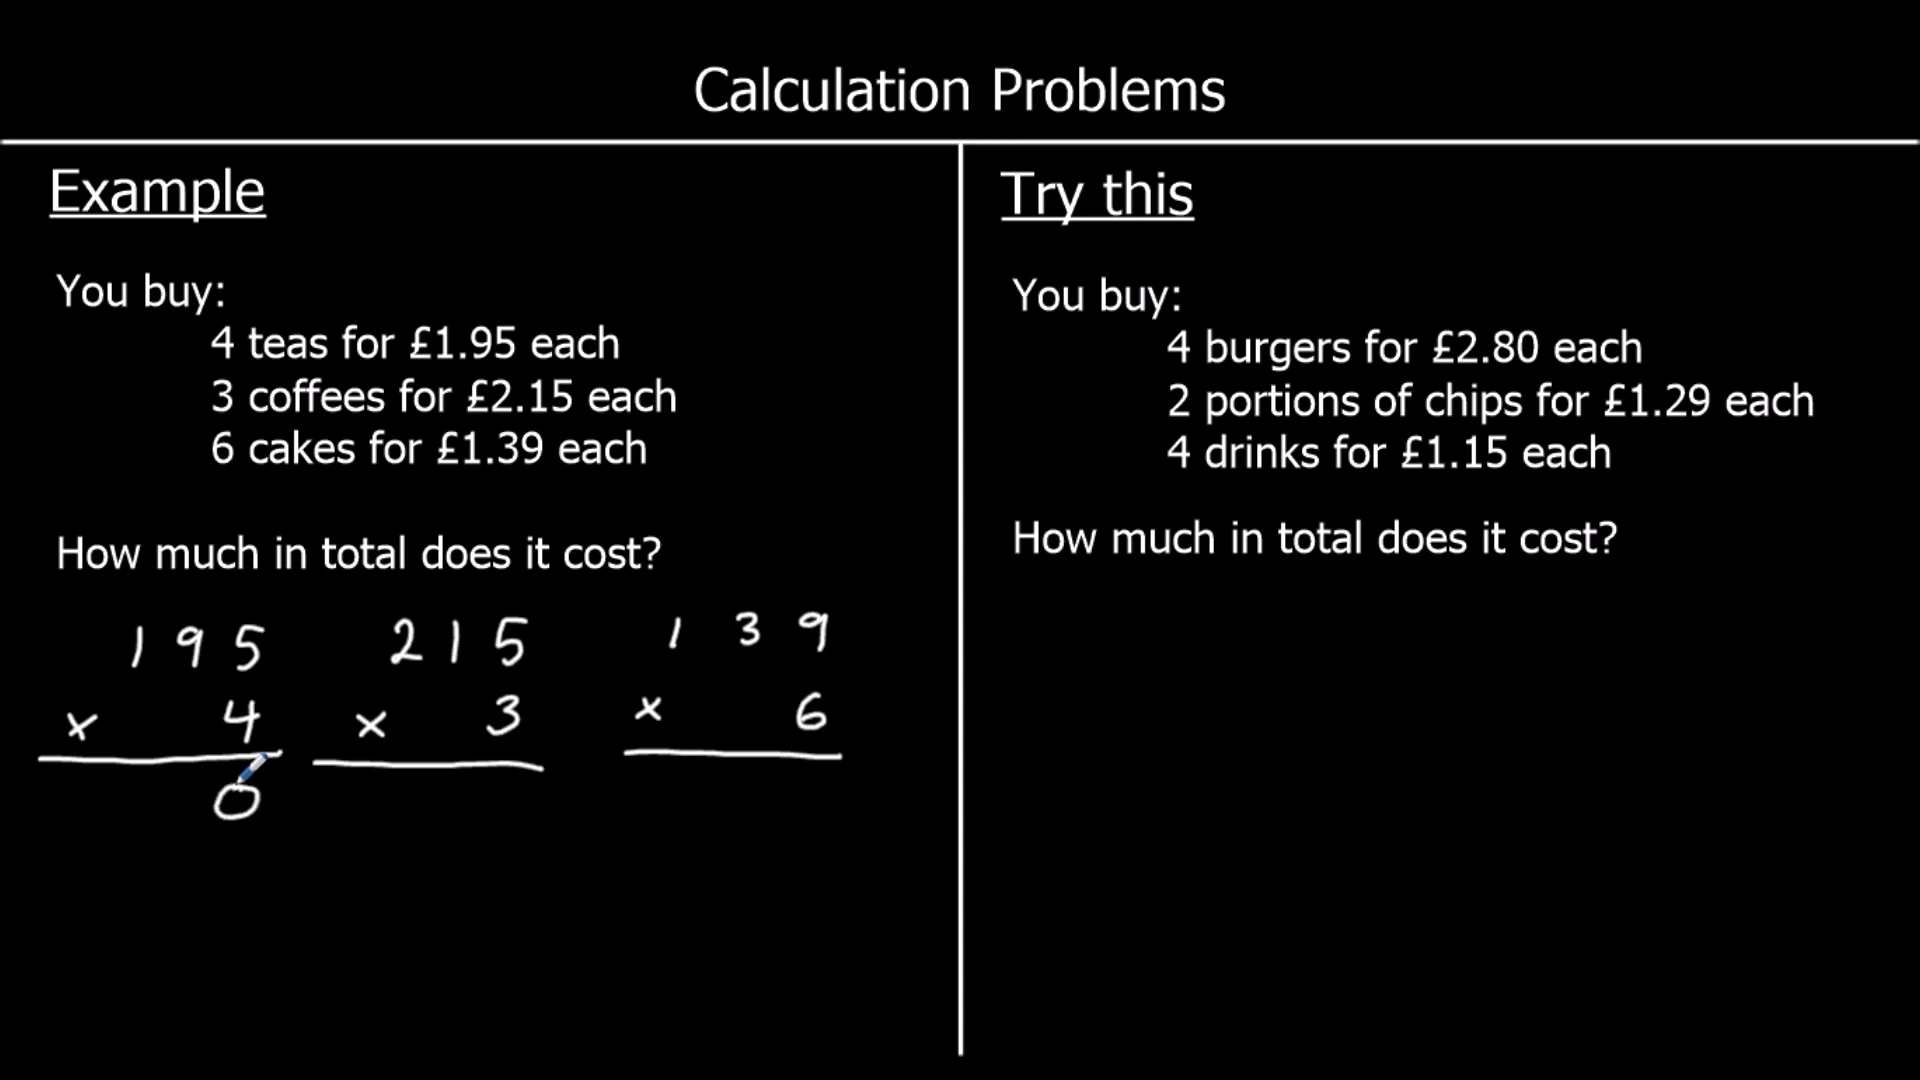 Calculation Problems
Example
You buy:
4 teas for £1.95 each
3 coffees for £2.15 each
6 cakes for £1.39 each
How much in total does it cost?
1 9 5
x 4
0
2 1 5
x 3
1 3 9
x 6
Try this
You buy:
4 burgers for £2.80 each
2 portions of chips for £1.29 each
4 drinks for £1.15 each
How much in total does it cost?